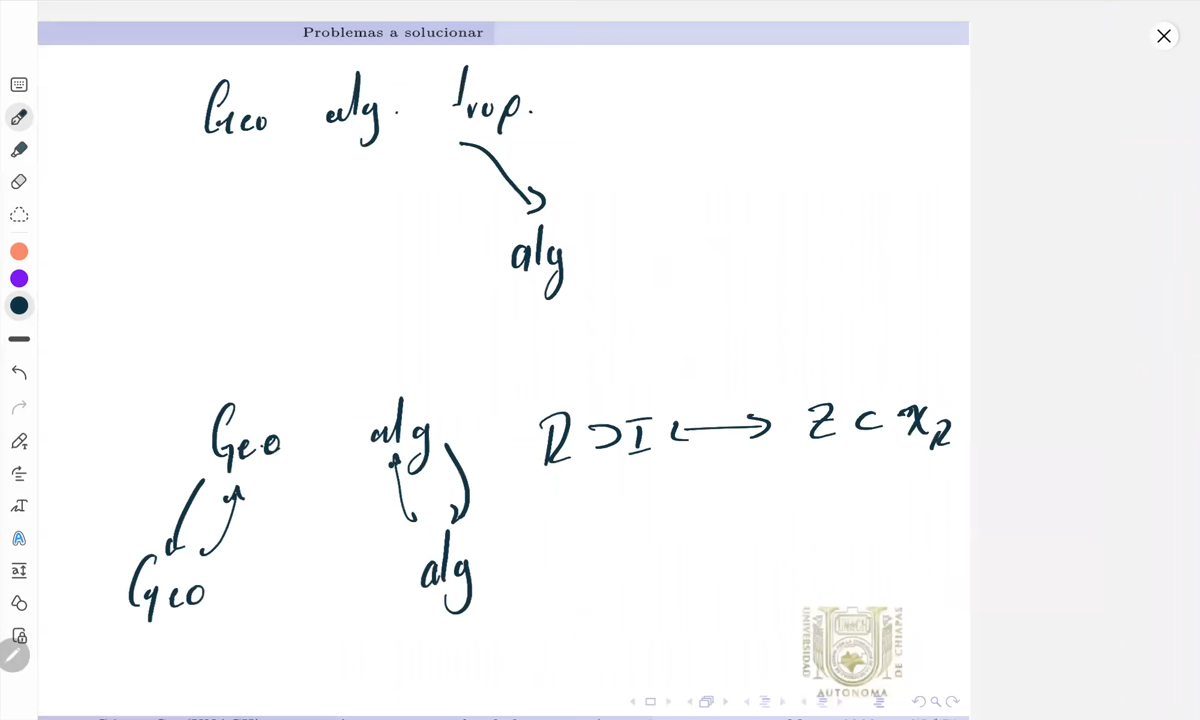 Problemas a solucionar
Geo alg. trop.
alg
Geo alg R ⊃ I ⟷ Z ⊂ X_R
Geo alg
UNIVERSIDAD AUTONOMA DE CHIAPAS